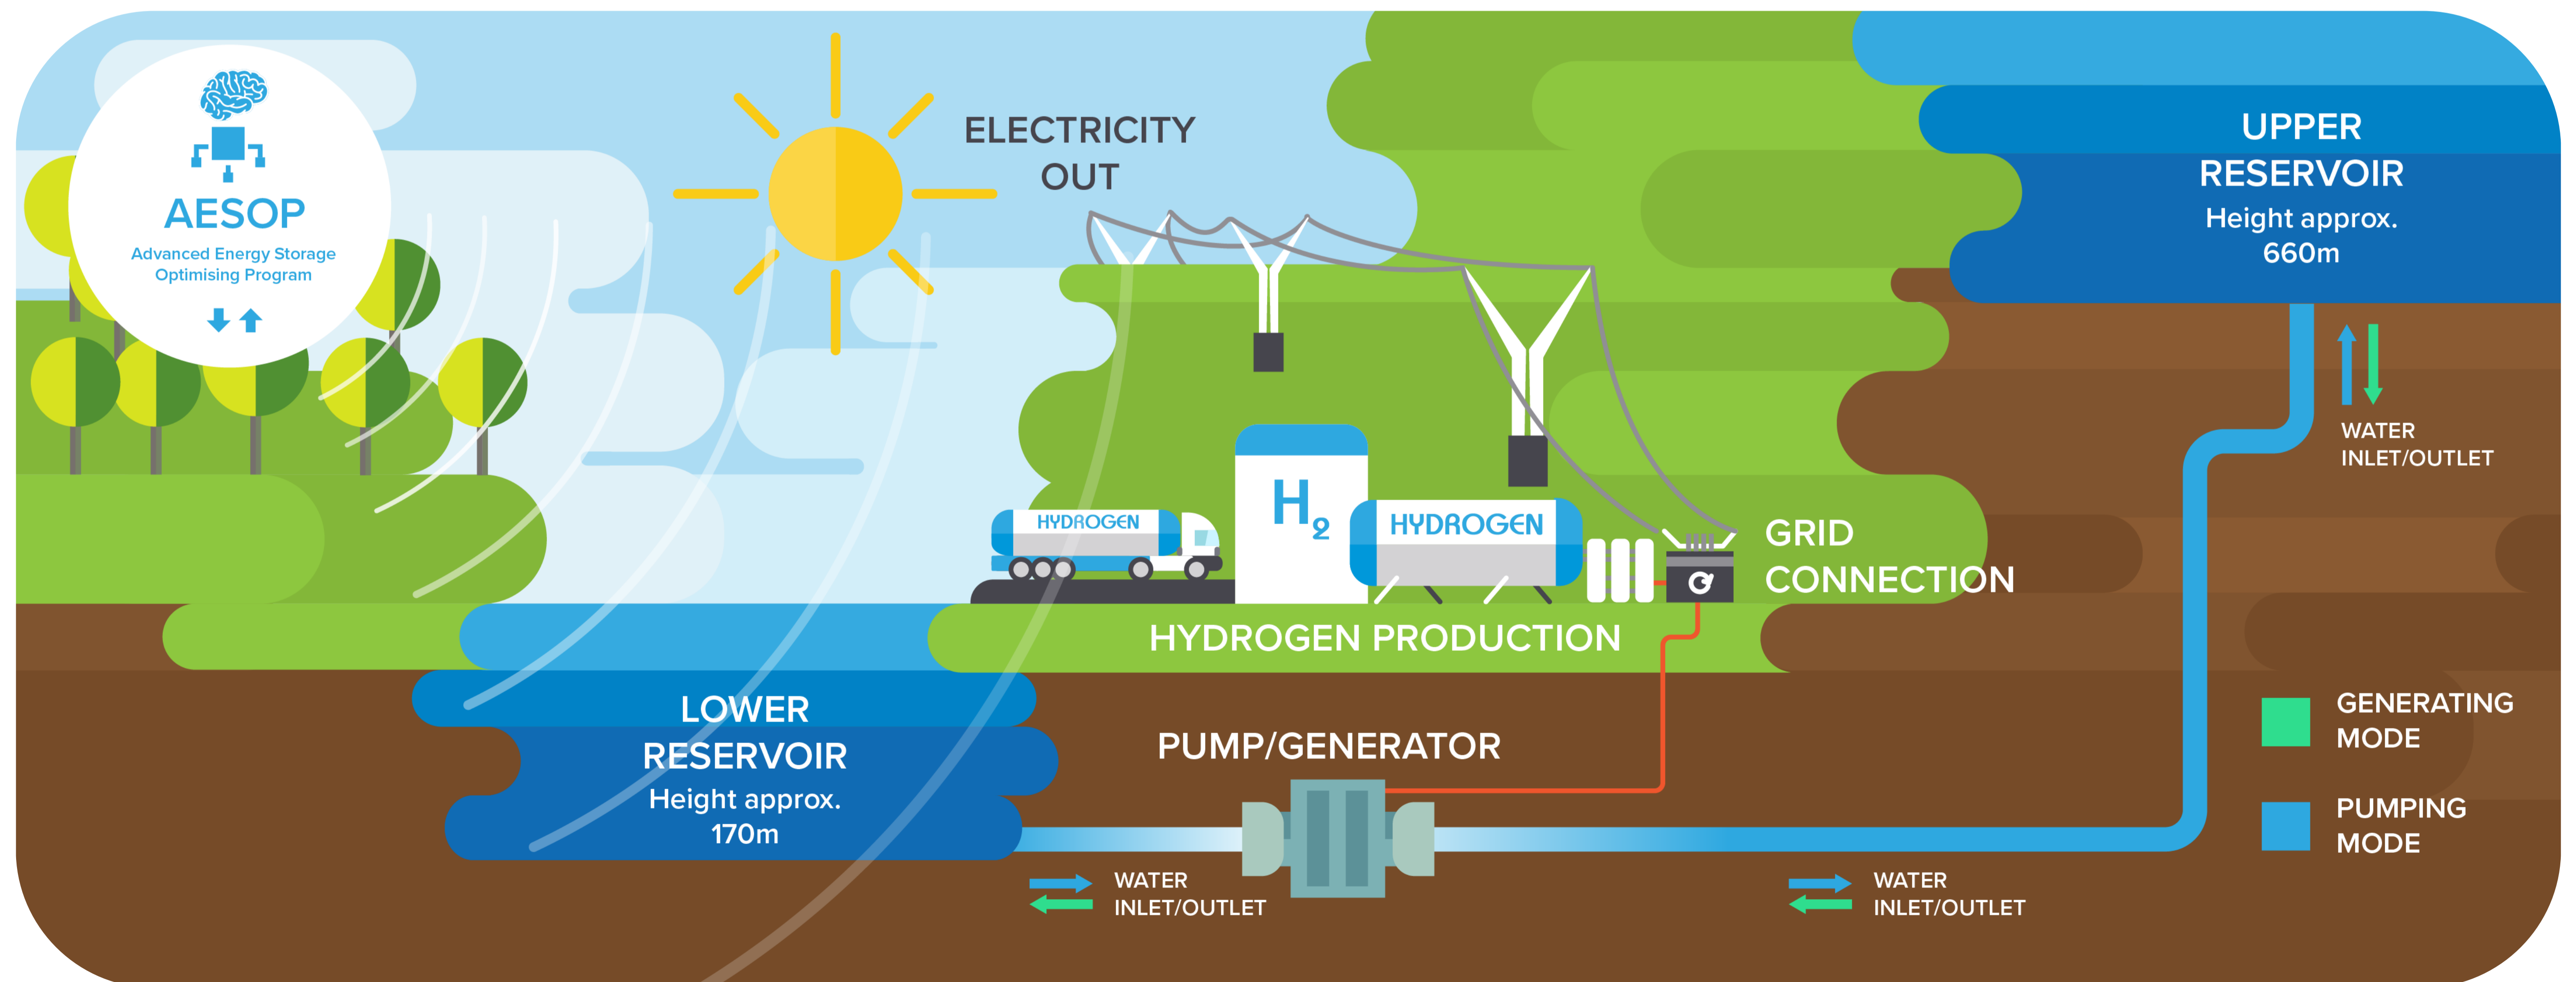 AESOP
Advanced Energy Storage
Optimising Program
ELECTRICITY
OUT
UPPER
RESERVOIR
Height approx.
660m
WATER
INLET/OUTLET
HYDROGEN
H₂
HYDROGEN
GRID
CONNECTION
HYDROGEN PRODUCTION
LOWER
RESERVOIR
Height approx.
170m
PUMP/GENERATOR
WATER
INLET/OUTLET
WATER
INLET/OUTLET
GENERATING
MODE
PUMPING
MODE